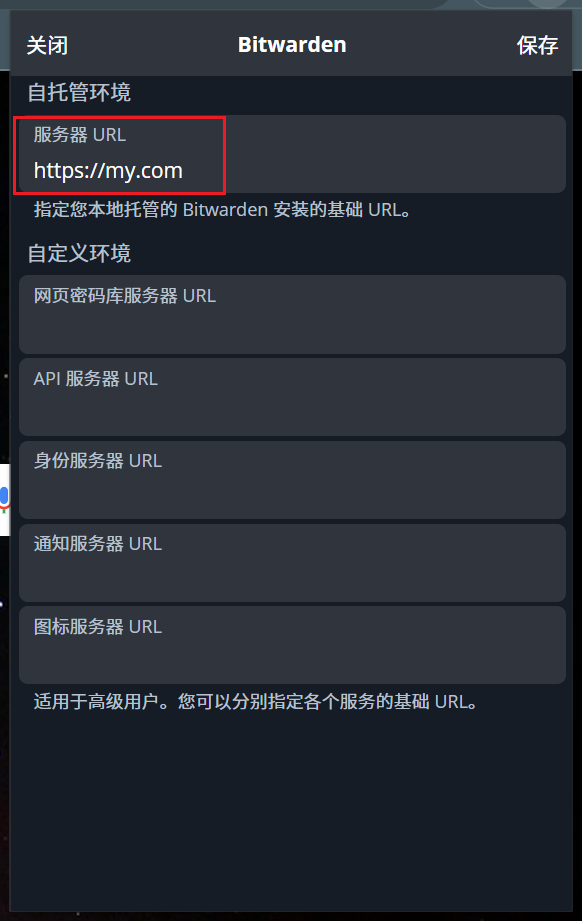 关闭 Bitwarden 保存
自托管环境
服务器 URL
https://my.com
指定您本地托管的 Bitwarden 安装的基础 URL。
自定义环境
网页密码库服务器 URL
API 服务器 URL
身份服务器 URL
通知服务器 URL
图标服务器 URL
适用于高级用户。您可以分别指定各个服务的基础 URL。